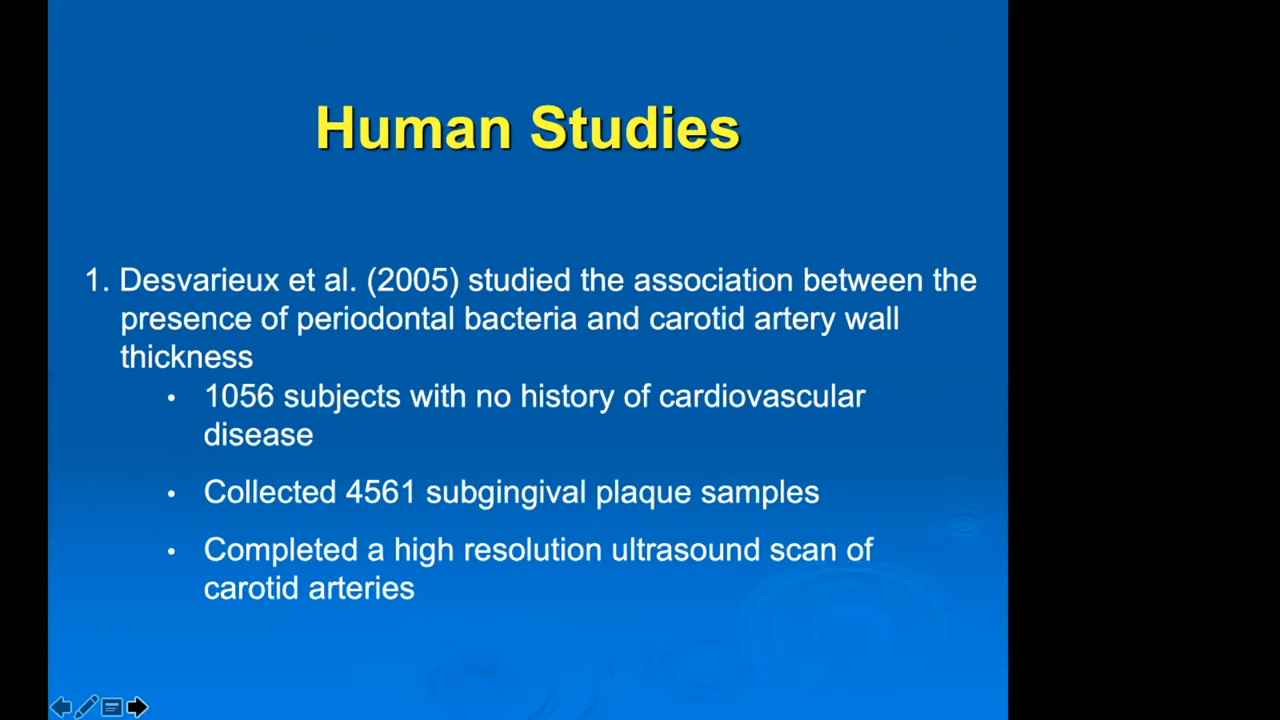 Human Studies
1. Desvarieux et al. (2005) studied the association between the
presence of periodontal bacteria and carotid artery wall
thickness
• 1056 subjects with no history of cardiovascular
disease
• Collected 4561 subgingival plaque samples
• Completed a high resolution ultrasound scan of
carotid arteries